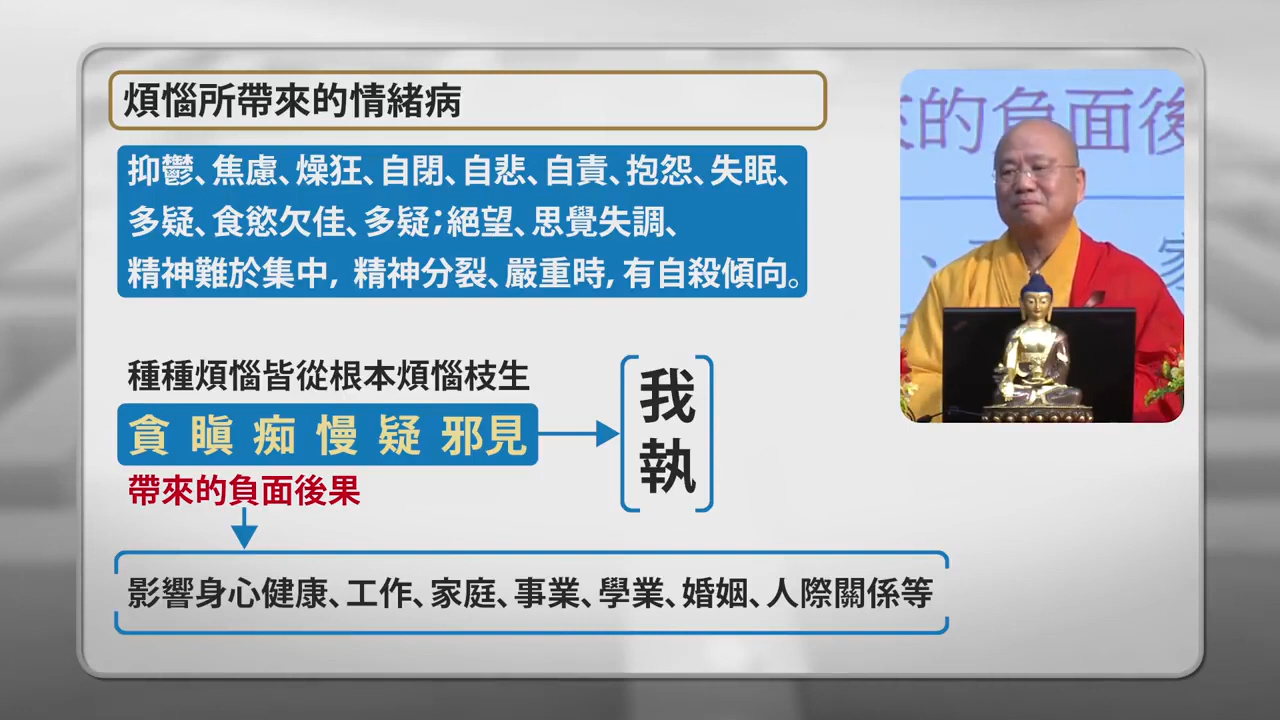 煩惱所帶來的情緒病
抑鬱、焦慮、燥狂、自閉、自悲、自責、抱怨、失眠、
多疑、食慾欠佳、多疑；絕望、思覺失調、
精神難於集中，精神分裂、嚴重時，有自殺傾向。
種種煩惱皆從根本煩惱枝生
貪 瞋 痴 慢 疑 邪見
我
執
帶來的負面後果
影響身心健康、工作、家庭、事業、學業、婚姻、人際關係等
的負面後